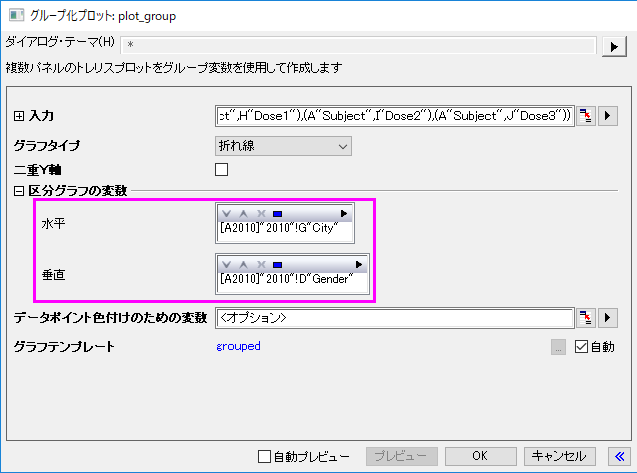 グループ化プロット: plot_group
ダイアログ・テーマ(H) *
複数パネルのトレリスプロットをグループ変数を使用して作成します
入力 ct",H"Dose1"),(A"Subject",I"Dose2"),(A"Subject",J"Dose3"))
グラフタイプ 折れ線
二重Y軸
区分グラフの変数
水平
[A2010]"2010"!G"City"
垂直
[A2010]"2010"!D"Gender"
データポイント色付けのための変数 <オプション>
グラフテンプレート grouped ... 自動
自動プレビュー プレビュー OK キャンセル